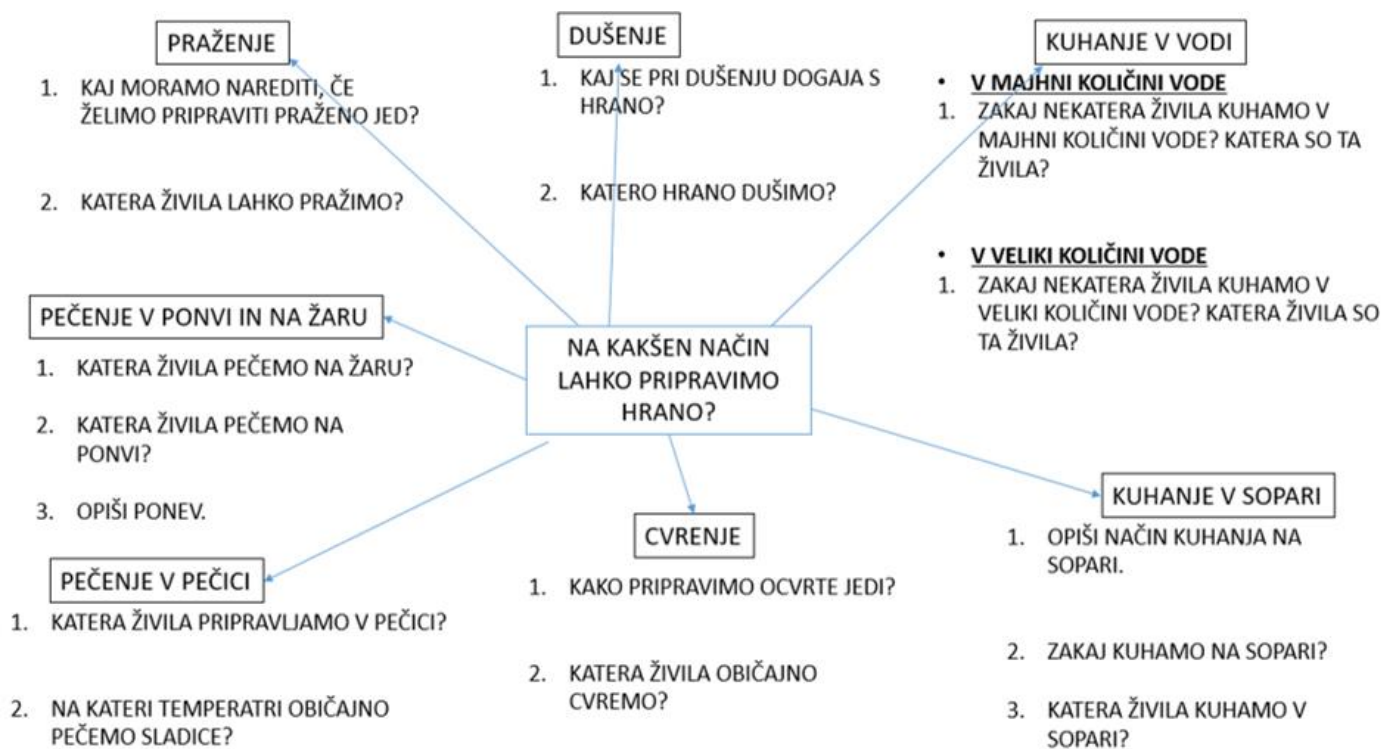 PRAŽENJE
1. KAJ MORAMO NAREDITI, ČE
ŽELIMO PRIPRAVITI PRAŽENO JED?
2. KATERA ŽIVILA LAHKO PRAŽIMO?
DUŠENJE
1. KAJ SE PRI DUŠENJU DOGAJA S
HRANO?
2. KATERO HRANO DUŠIMO?
KUHANJE V VODI
• V MAJHNI KOLIČINI VODE
1. ZAKAJ NEKATERA ŽIVILA KUHAMO V
MAJHNI KOLIČINI VODE? KATERA SO TA
ŽIVILA?
• V VELIKI KOLIČINI VODE
1. ZAKAJ NEKATERA ŽIVILA KUHAMO V
VELIKI KOLIČINI VODE? KATERA ŽIVILA SO
TA ŽIVILA?
PEČENJE V PONVI IN NA ŽARU
1. KATERA ŽIVILA PEČEMO NA ŽARU?
2. KATERA ŽIVILA PEČEMO NA
PONVI?
3. OPIŠI PONEV.
NA KAKŠEN NAČIN
LAHKO PRIPRAVIMO
HRANO?
PEČENJE V PEČICI
1. KATERA ŽIVILA PRIPRAVLJAMO V PEČICI?
2. NA KATERI TEMPERATRI OBIČAJNO
PEČEMO SLADICE?
CVRENJE
1. KAKO PRIPRAVIMO OCVRTE JEDI?
2. KATERA ŽIVILA OBIČAJNO
CVREMO?
KUHANJE V SOPARI
1. OPIŠI NAČIN KUHANJA NA
SOPARI.
2. ZAKAJ KUHAMO NA SOPARI?
3. KATERA ŽIVILA KUHAMO V
SOPARI?